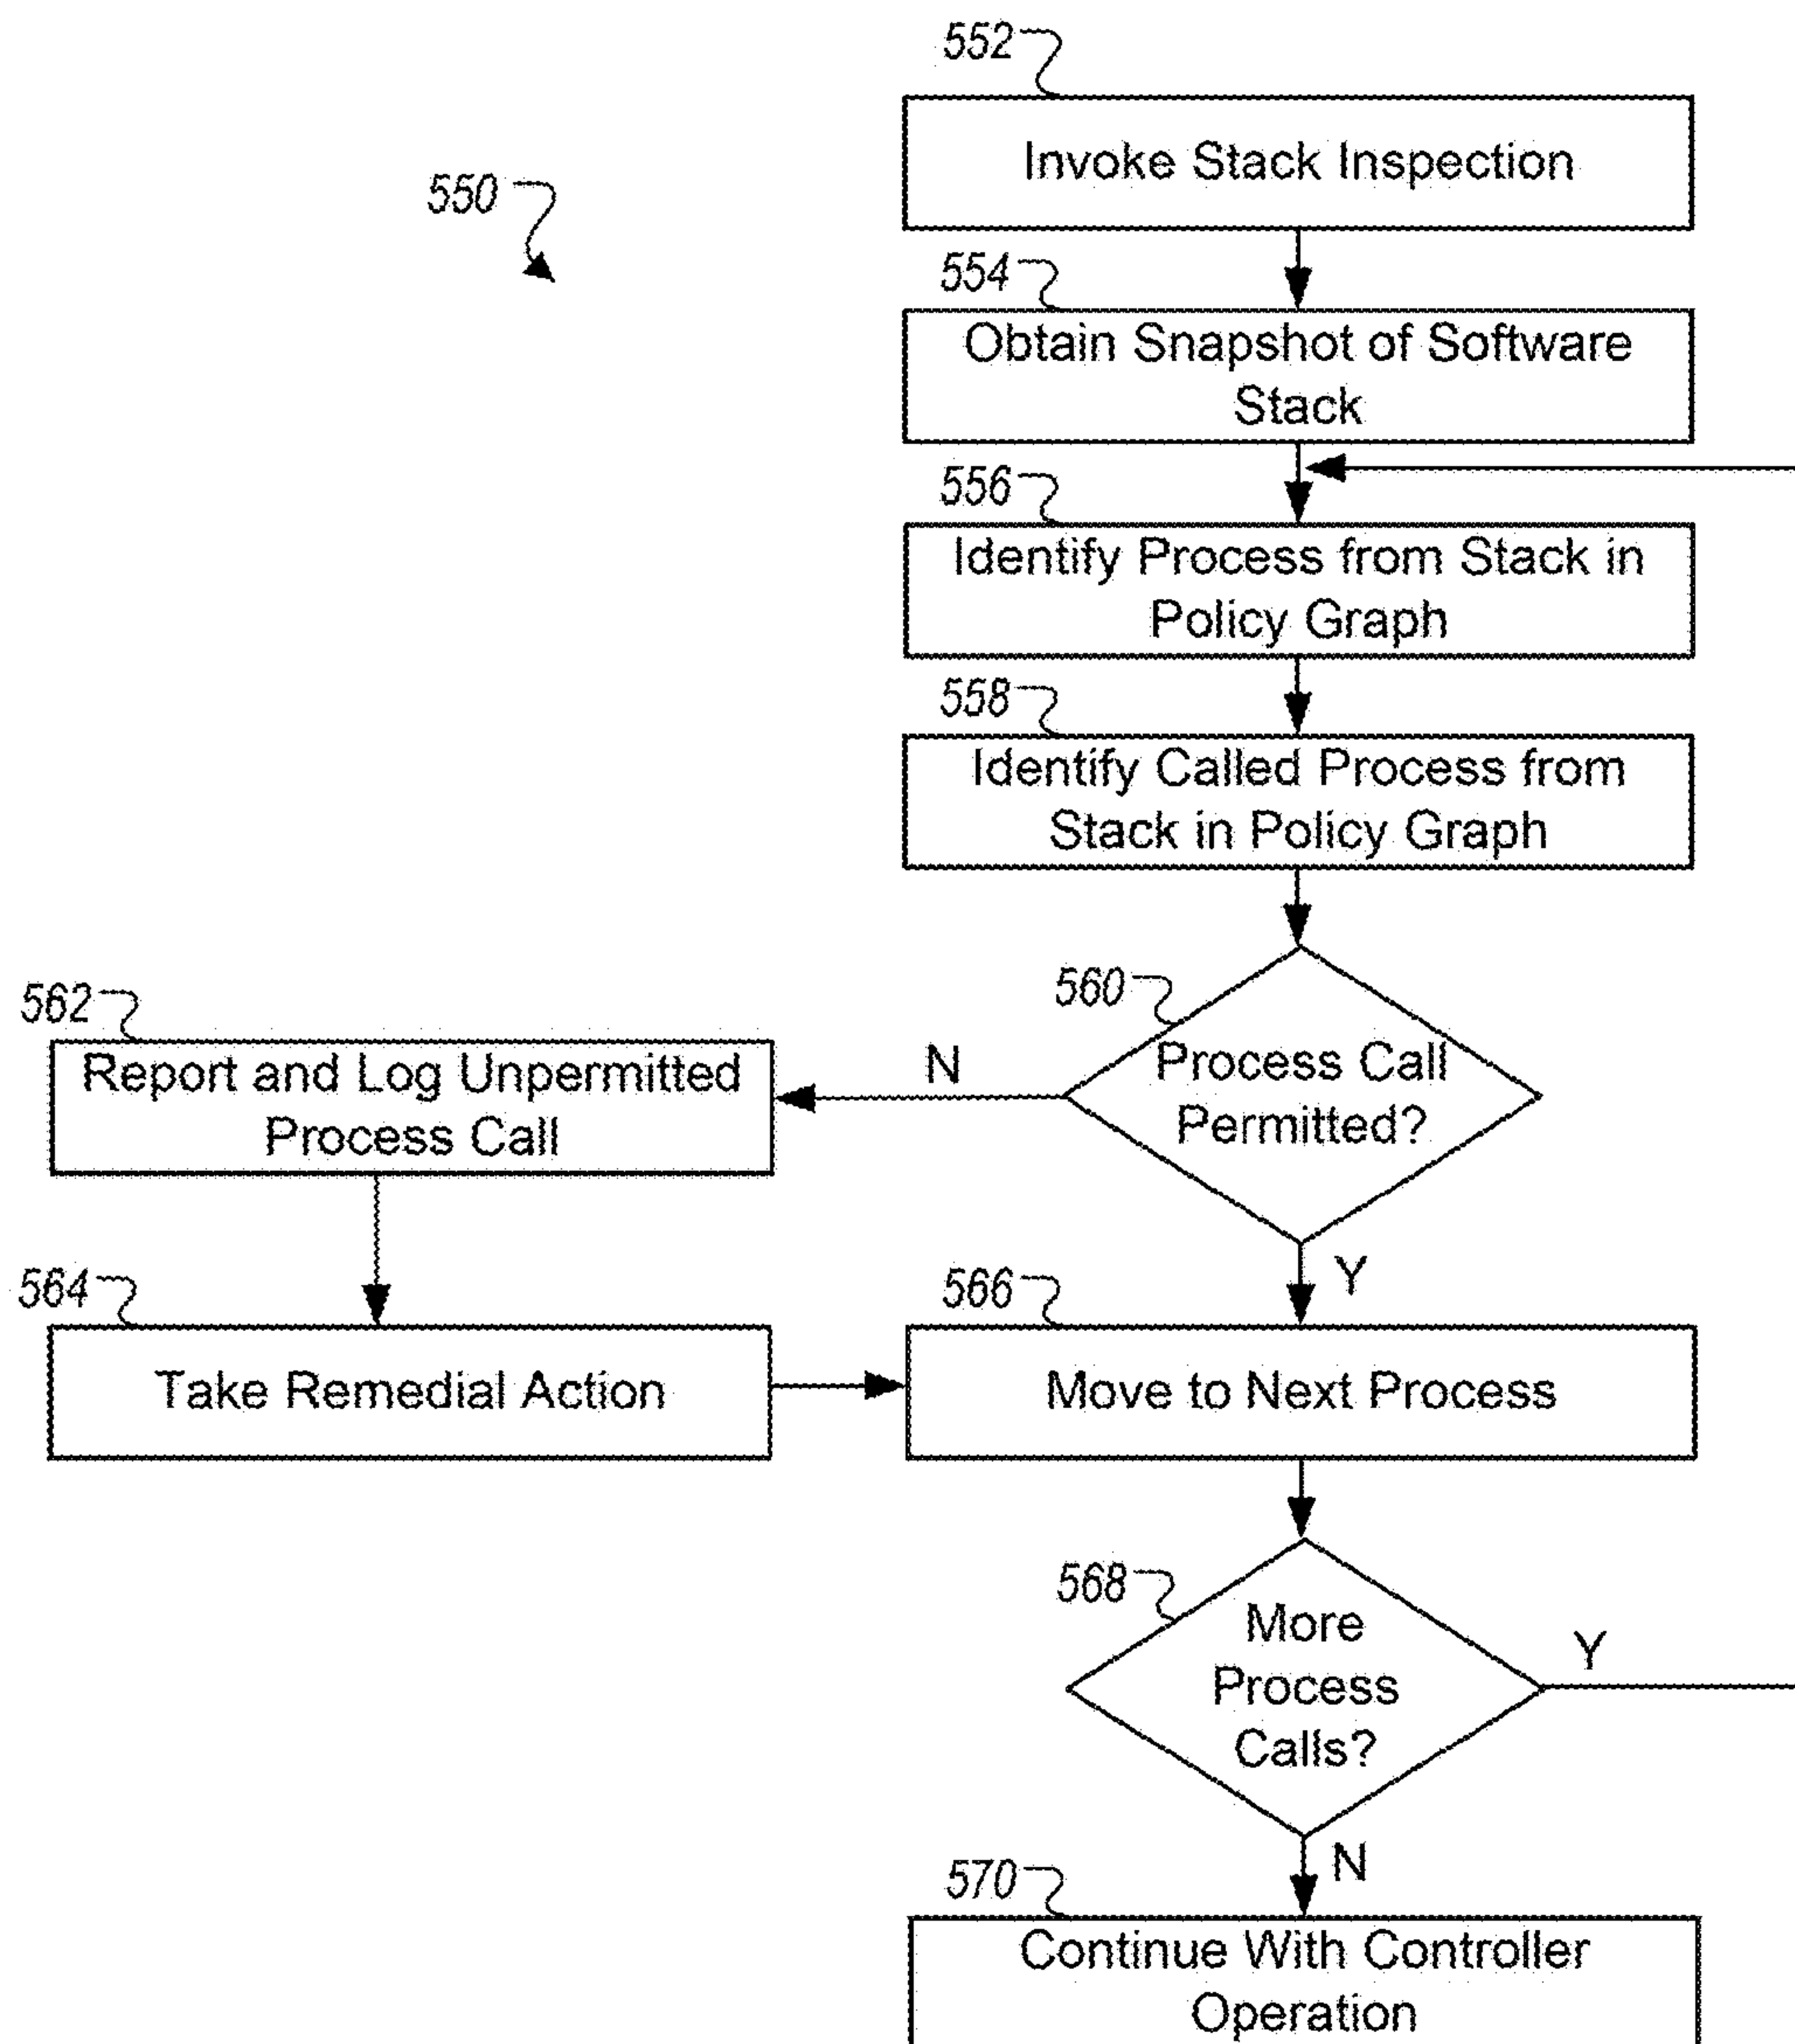 552
Invoke Stack Inspection
550
554
Obtain Snapshot of Software
Stack
556
Identify Process from Stack in
Policy Graph
558
Identify Called Process from
Stack in Policy Graph
560
Process Call
Permitted?
N
562
Report and Log Unpermitted
Process Call
Y
564
Take Remedial Action
566
Move to Next Process
568
More
Process
Calls?
Y
N
570
Continue With Controller
Operation